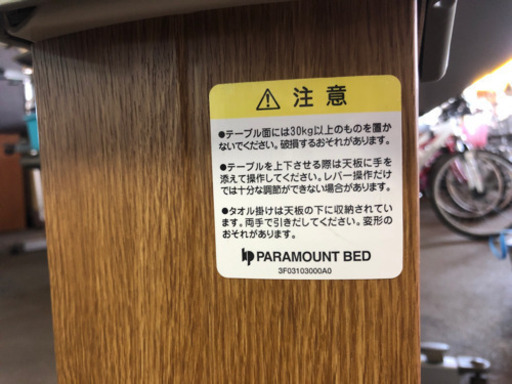 注意
●テーブル面には30kg以上のものを置か
ないでください。破損するおそれがあります。
●テーブルを上下させる際は天板に手を
添えて操作してください。レバー操作だけ
では十分な調節ができない場合があります。
●タオル掛けは天板の下に収納されていま
す。両手で引きだしてください。変形の
おそれがあります。
PARAMOUNT BED
3F03103000A0